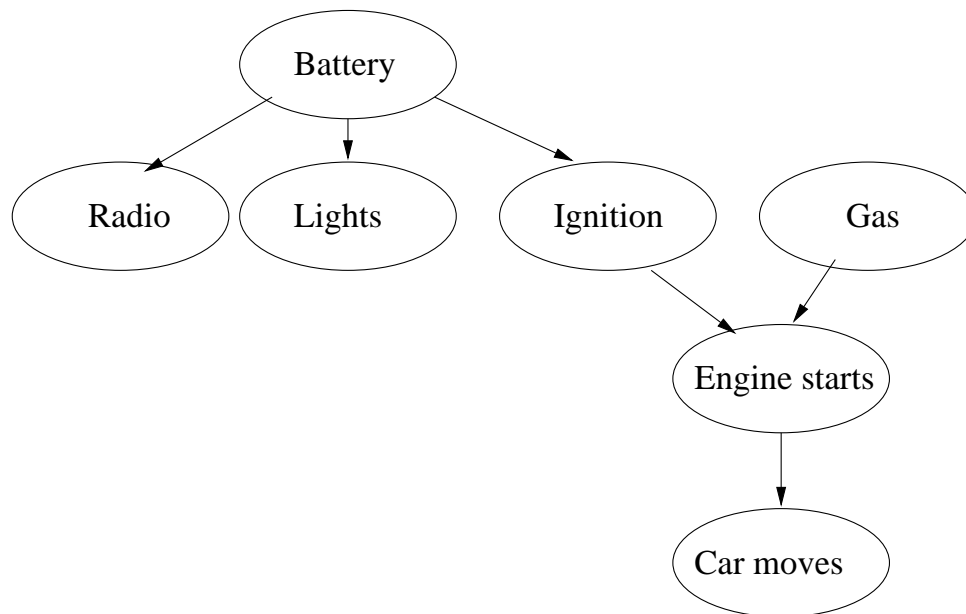 Battery
Radio
Lights
Ignition
Gas
Engine starts
Car moves